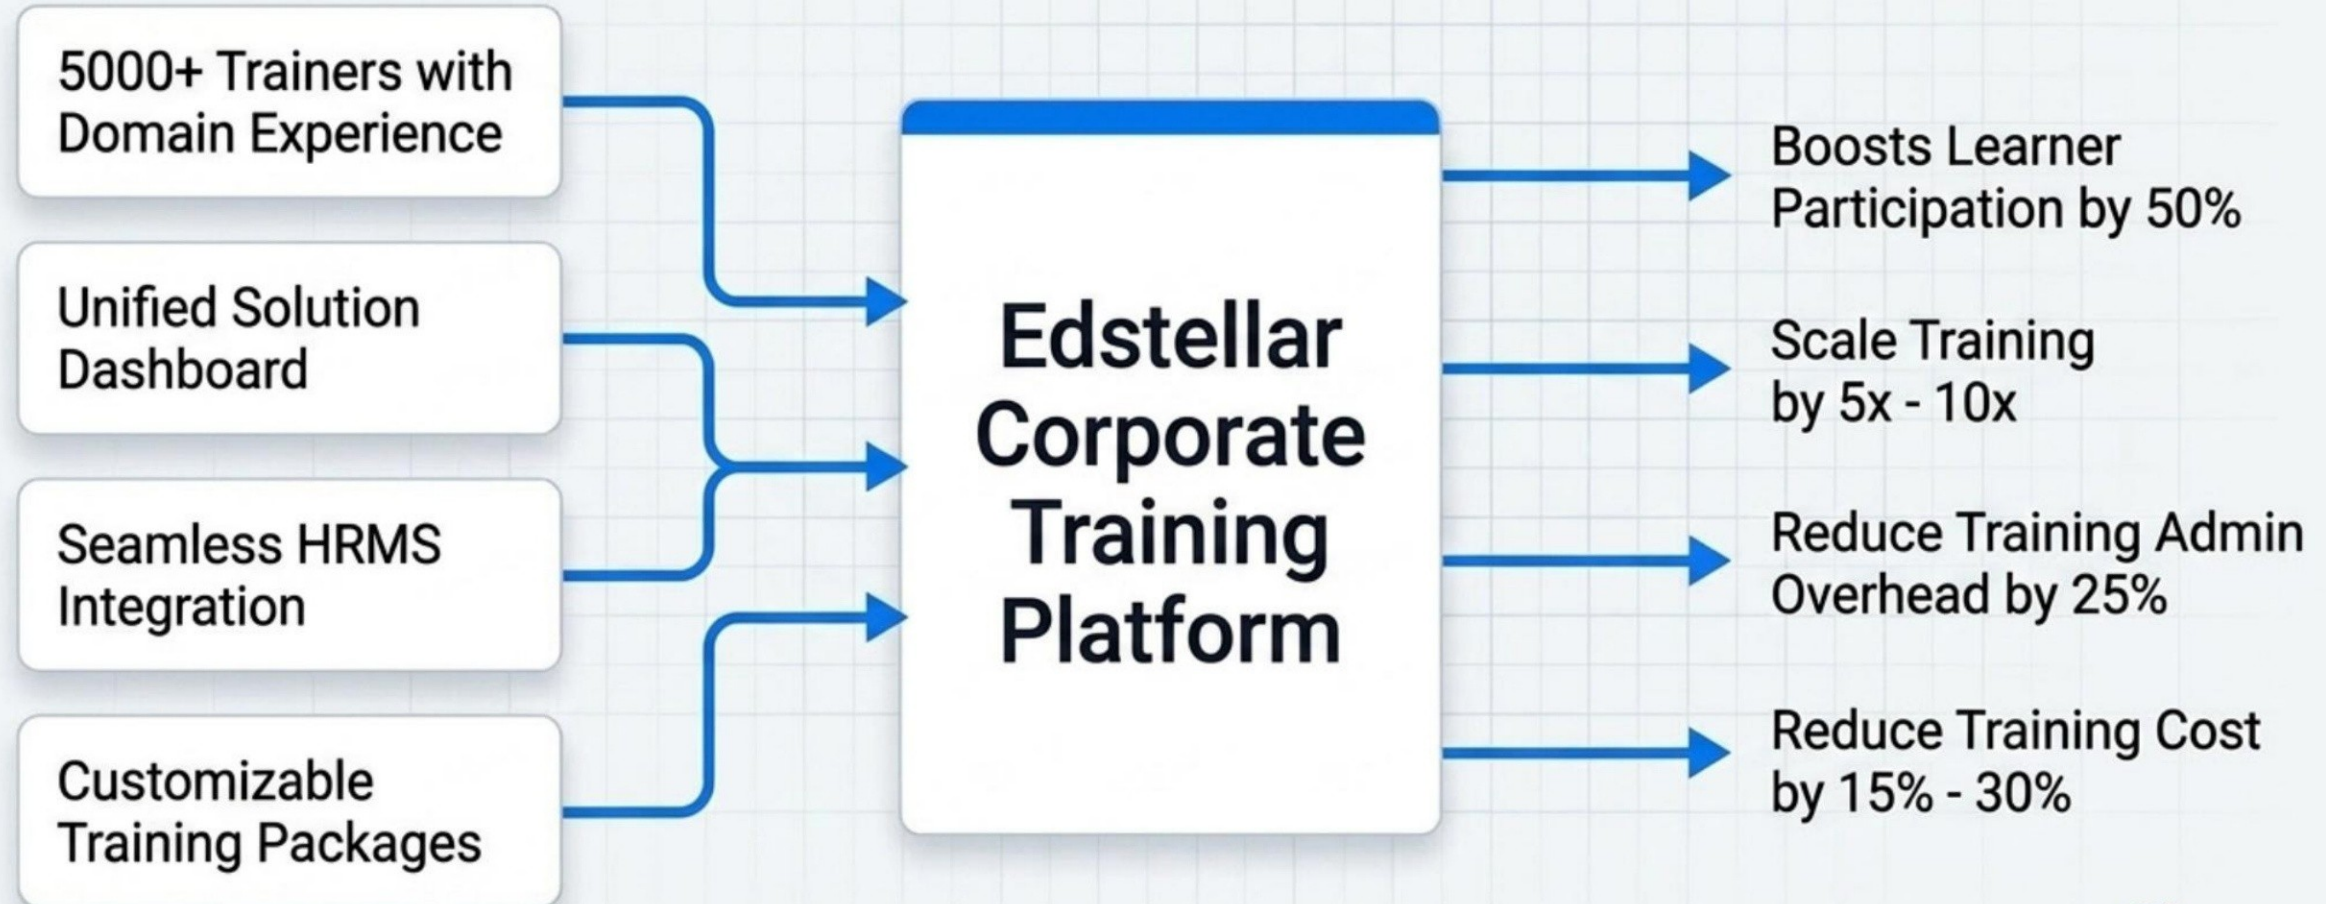 5000+ Trainers with
Domain Experience
Unified Solution
Dashboard
Seamless HRMS
Integration
Customizable
Training Packages
Edstellar
Corporate
Training
Platform
Boosts Learner
Participation by 50%
Scale Training
by 5x - 10x
Reduce Training Admin
Overhead by 25%
Reduce Training Cost
by 15% - 30%